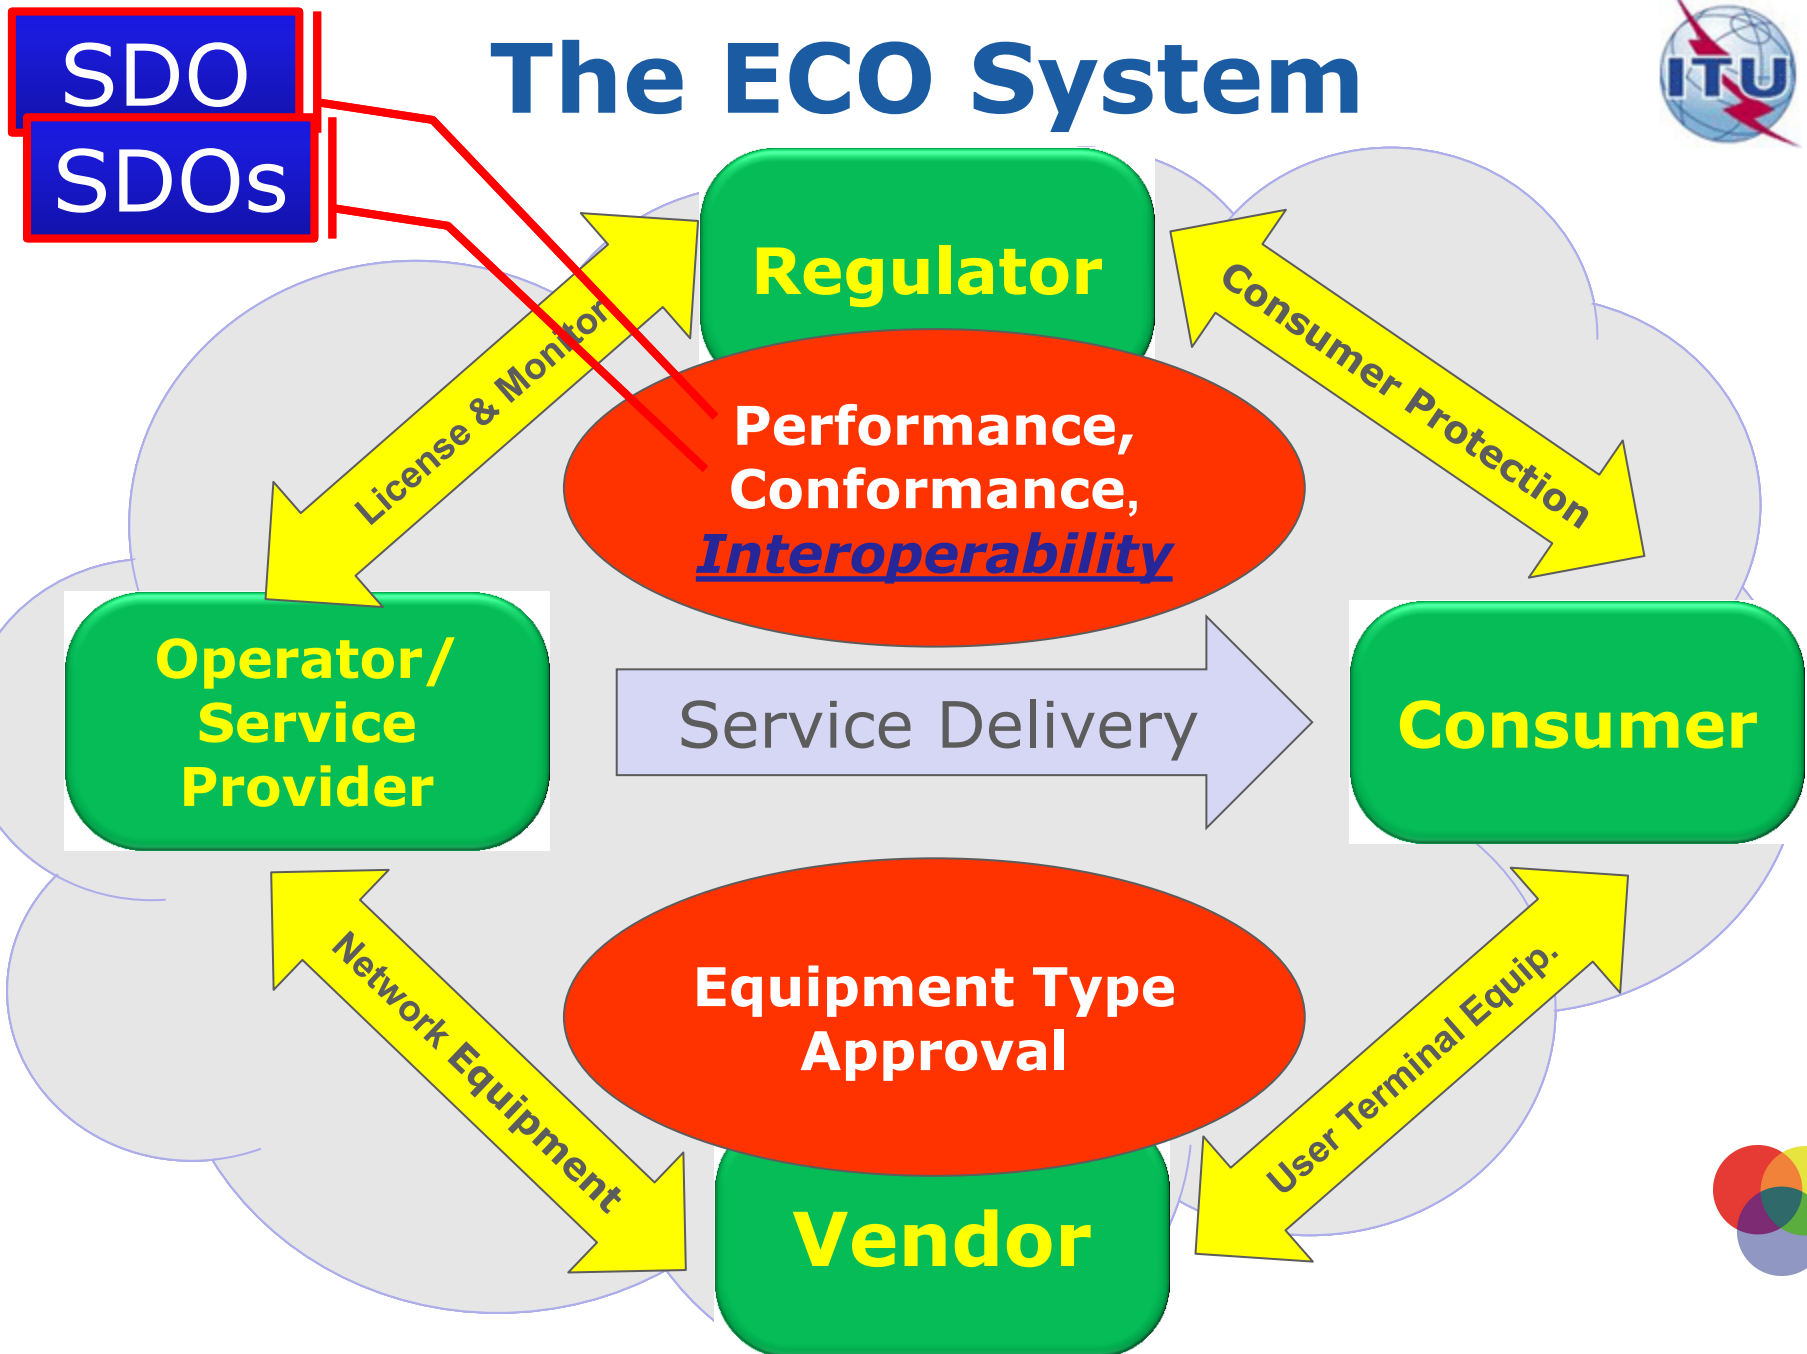 SDO
SDOs
The ECO System
ITU
Regulator
License & Monitor
Consumer Protection
Performance,
Conformance,
Interoperability
Operator/
Service
Provider
Service Delivery
Consumer
Network Equipment
Equipment Type
Approval
User Terminal Equip.
Vendor